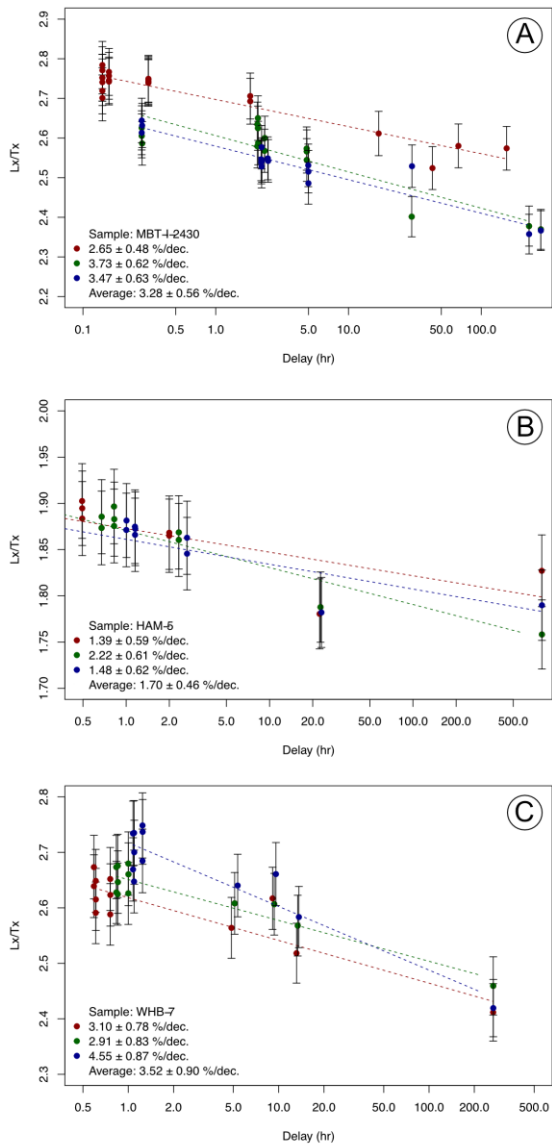 A
2.9
2.8
2.7
2.6
2.5
2.4
2.3
2.2
Lx/Tx
Sample: MBT-I-2430
2.65 ± 0.48 %/dec.
3.73 ± 0.62 %/dec.
3.47 ± 0.63 %/dec.
Average: 3.28 ± 0.56 %/dec.
0.1 0.5 1.0 5.0 10.0 50.0 100.0
Delay (hr)
B
2.00
1.95
1.90
1.85
1.80
1.75
1.70
Lx/Tx
Sample: HAM-5
1.39 ± 0.59 %/dec.
2.22 ± 0.61 %/dec.
1.48 ± 0.62 %/dec.
Average: 1.70 ± 0.46 %/dec.
0.5 1.0 2.0 5.0 10.0 20.0 50.0 100.0 200.0 500.0
Delay (hr)
C
2.8
2.7
2.6
2.5
2.4
2.3
Lx/Tx
Sample: WHB-7
3.10 ± 0.78 %/dec.
2.91 ± 0.83 %/dec.
4.55 ± 0.87 %/dec.
Average: 3.52 ± 0.90 %/dec.
0.5 1.0 2.0 5.0 10.0 20.0 50.0 100.0 200.0 500.0
Delay (hr)